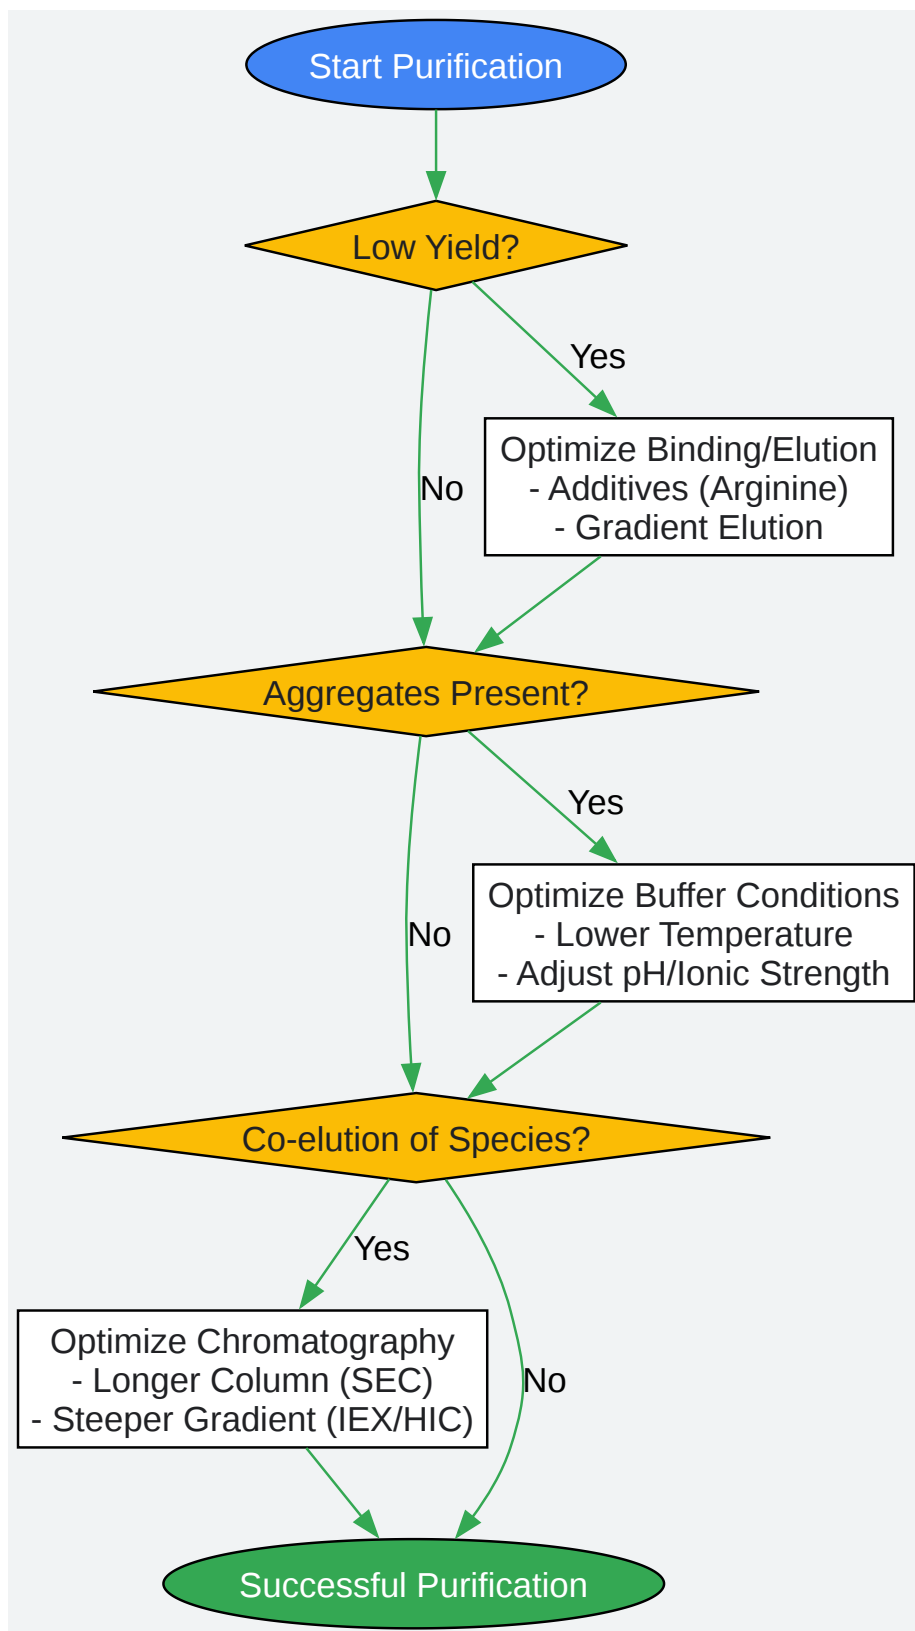 Start Purification
Low Yield?
Yes
Optimize Binding/Elution
- Additives (Arginine)
- Gradient Elution
No
Aggregates Present?
Yes
Optimize Buffer Conditions
- Lower Temperature
- Adjust pH/Ionic Strength
No
Co-elution of Species?
Yes
Optimize Chromatography
- Longer Column (SEC)
- Steeper Gradient (IEX/HIC)
No
Successful Purification